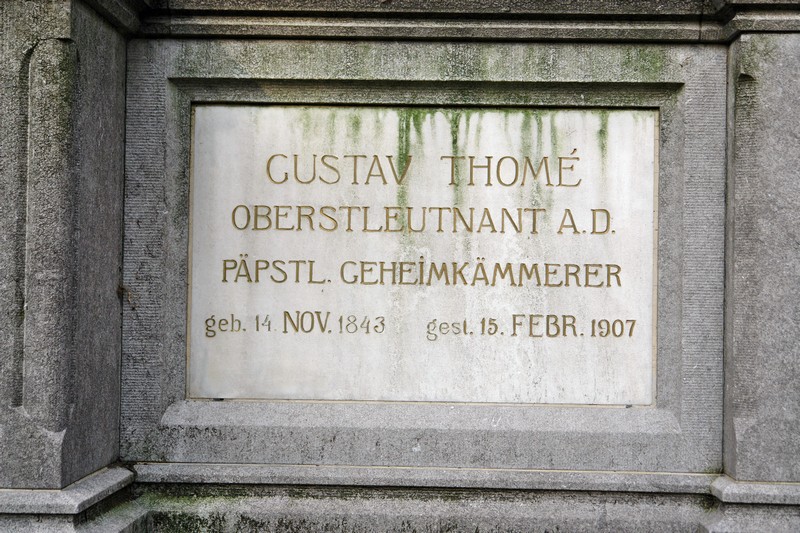 GUSTAV THOMÉ
OBERSTLEUTNANT A.D.
PÄPSTL. GEHEIMKÄMMERER
geb. 14. NOV. 1843 gest. 15. FEBR. 1907